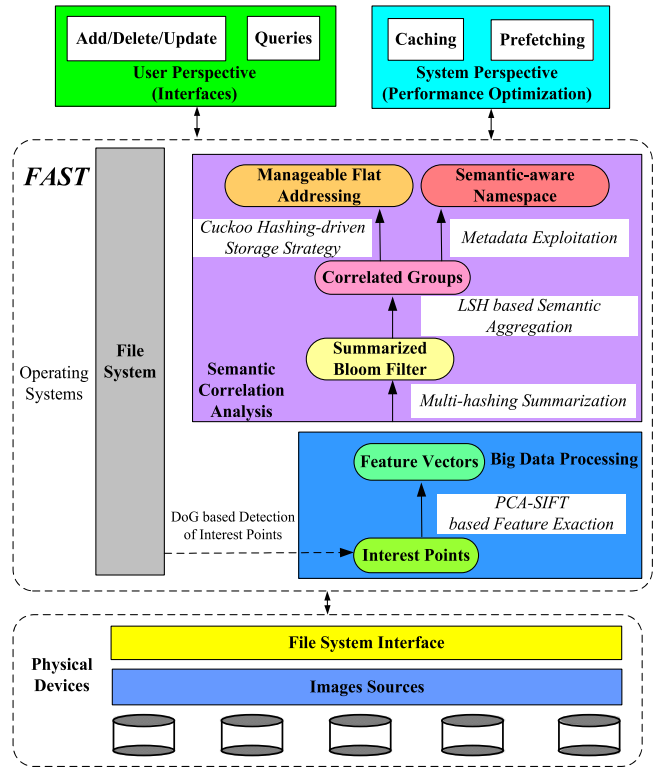 Add/Delete/Update
Queries
User Perspective
(Interfaces)
Caching
Prefetching
System Perspective
(Performance Optimization)
FAST
Manageable Flat
Addressing
Semantic-aware
Namespace
Cuckoo Hashing-driven
Storage Strategy
Metadata Exploitation
Correlated Groups
LSH based Semantic
Aggregation
Summarized
Bloom Filter
Semantic
Correlation
Analysis
Multi-hashing Summarization
Operating
Systems
File
System
Feature Vectors
Big Data Processing
PCA-SIFT
based Feature Exaction
DoG based Detection
of Interest Points
Interest Points
Physical
Devices
File System Interface
Images Sources